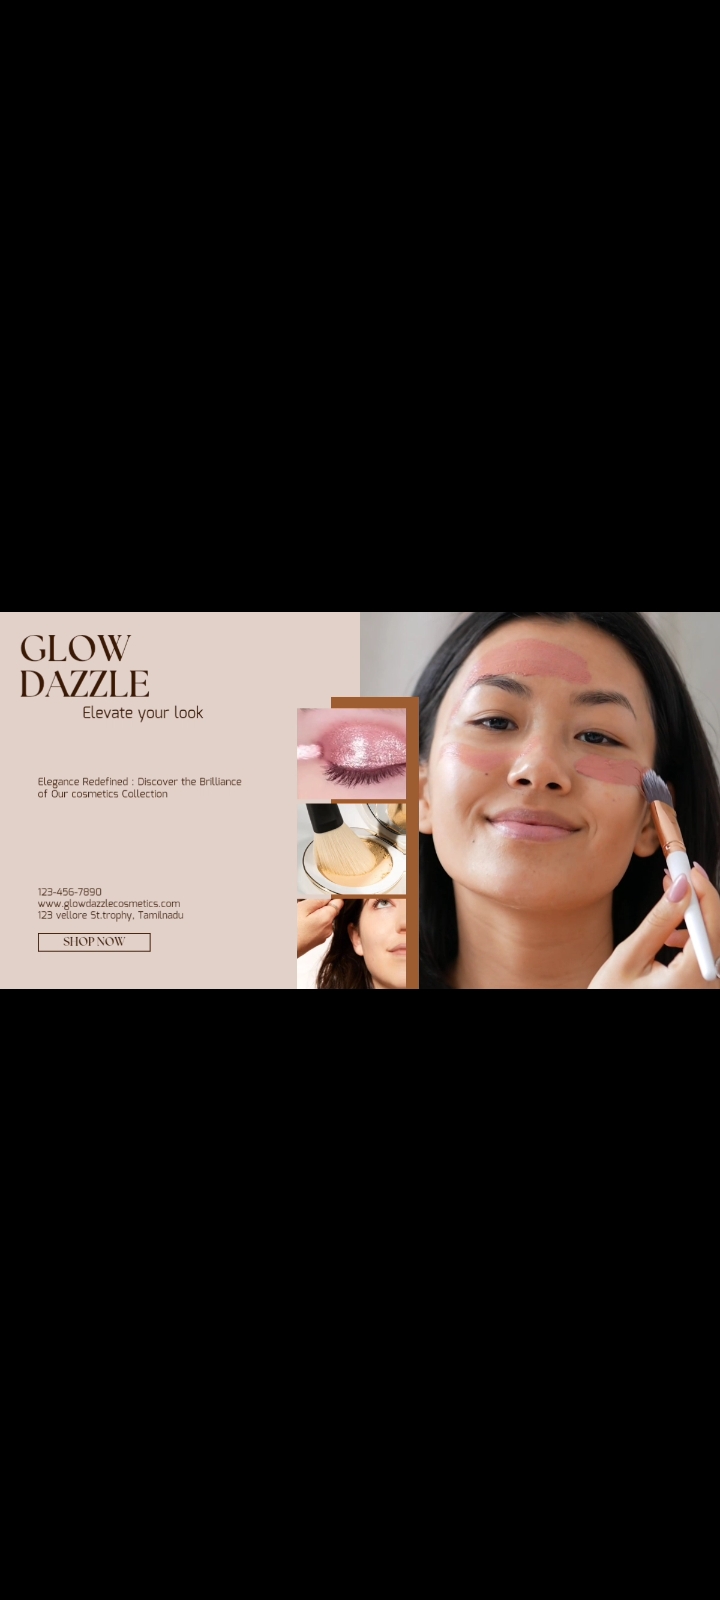 GLOW
DAZZLE
Elevate your look
Elegance Redefined : Discover the Brilliance
of Our cosmetics Collection
123-456-7890
www.glowdazzlecosmetics.com
123 vellore St.trophy, Tamilnadu
SHOP NOW